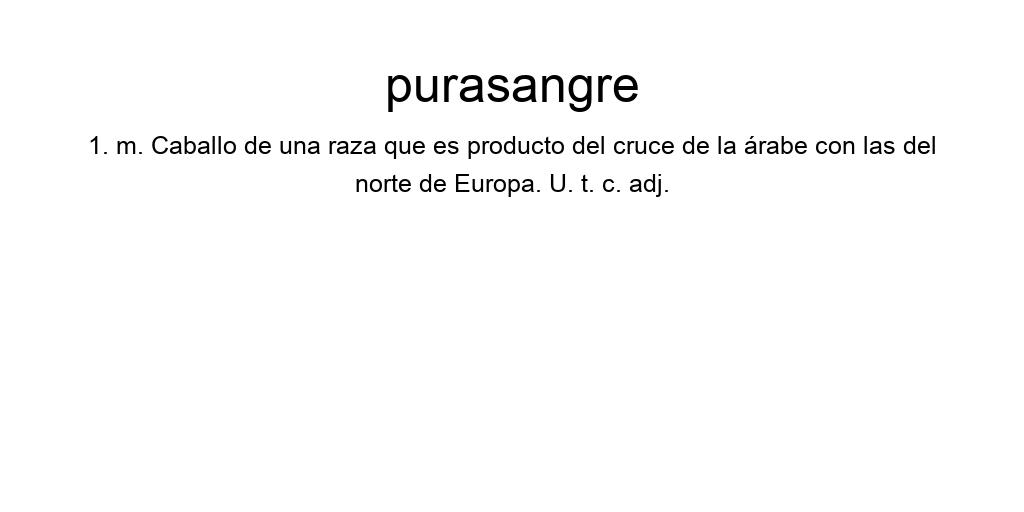 purasangre
1. m. Caballo de una raza que es producto del cruce de la árabe con las del
norte de Europa. U. t. c. adj.